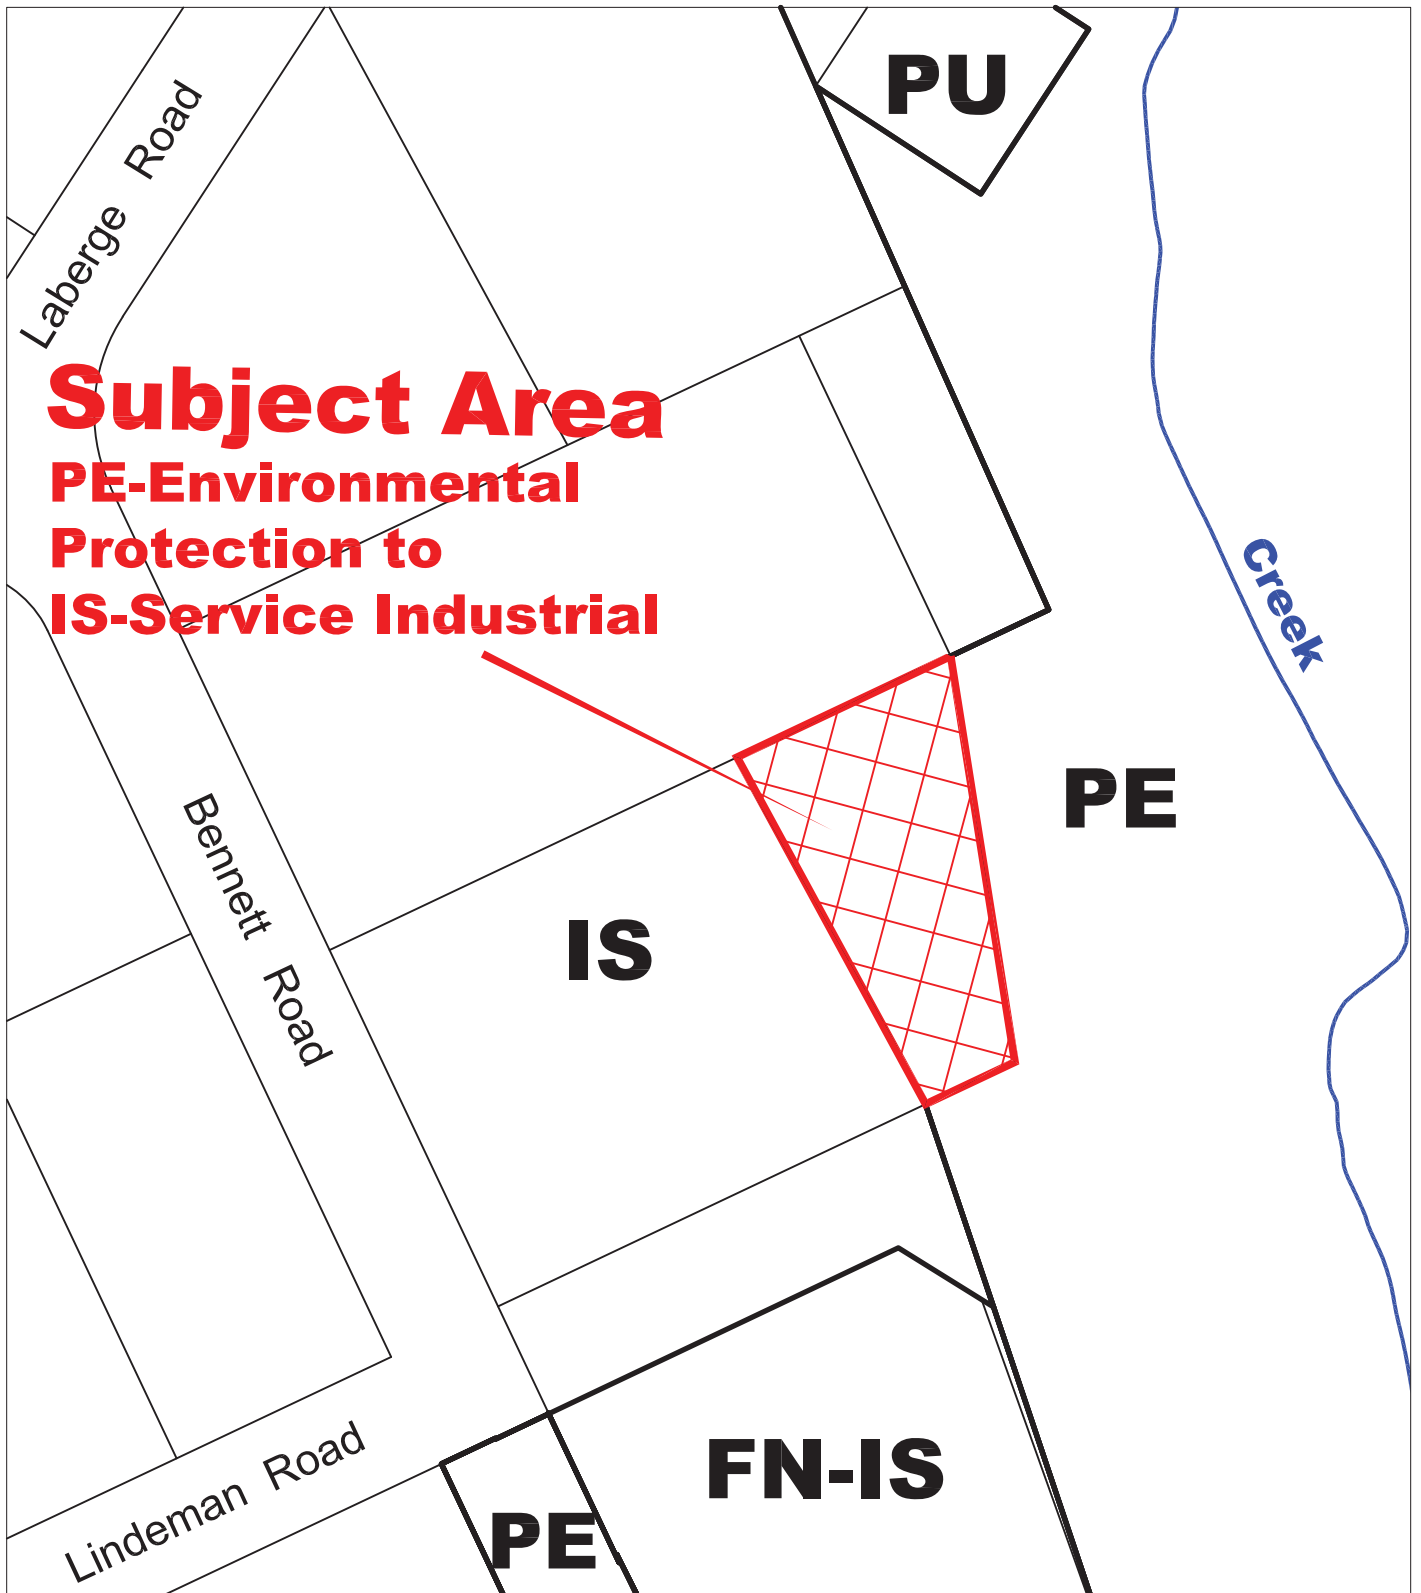 PU
Laberge Road
Subject Area
PE-Environmental
Protection to
IS-Service Industrial
Creek
PE
Bennett Road
IS
Lindeman Road
FN-IS
PE